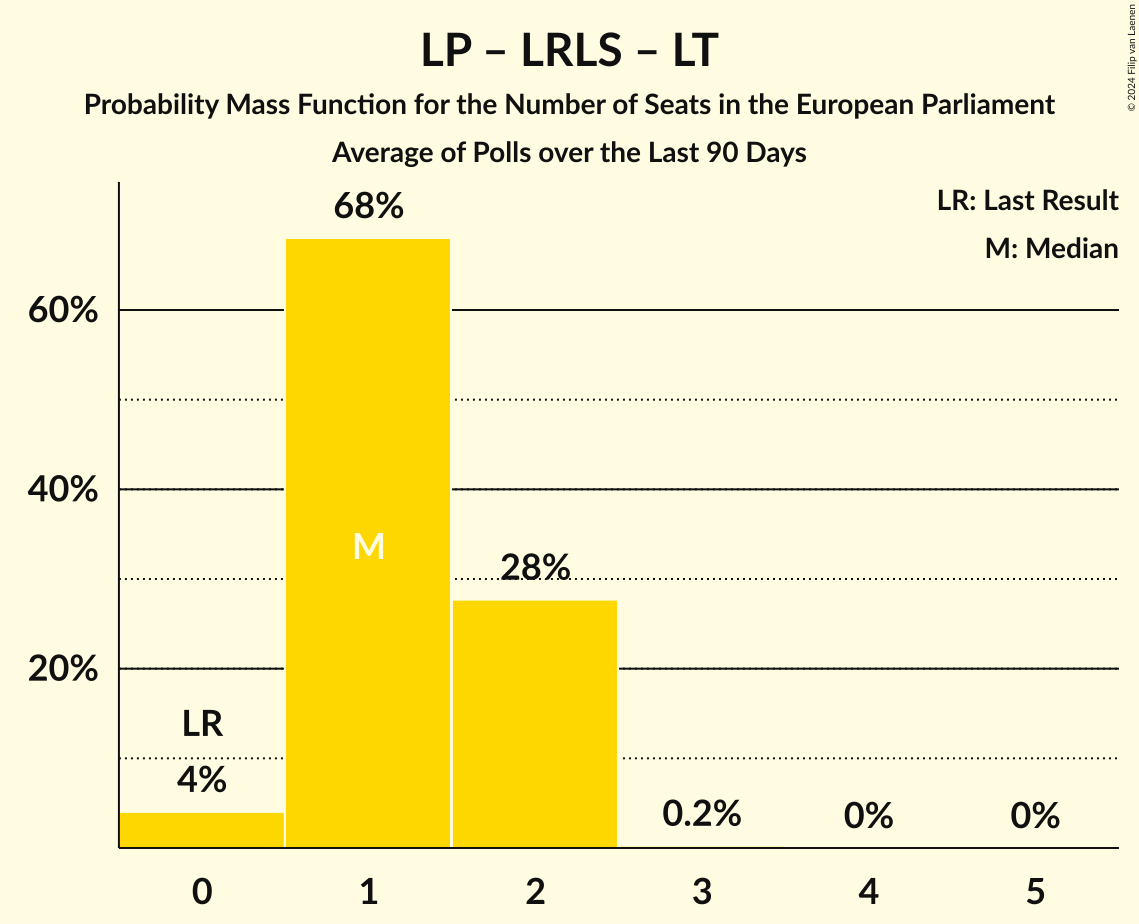 LP – LRLS – LT
Probability Mass Function for the Number of Seats in the European Parliament
Average of Polls over the Last 90 Days
© 2024 Filip van Laenen
LR: Last Result
M: Median
68%
60%
40%
M
28%
20%
LR
4%
0.2%
0%
0%
0 1 2 3 4 5